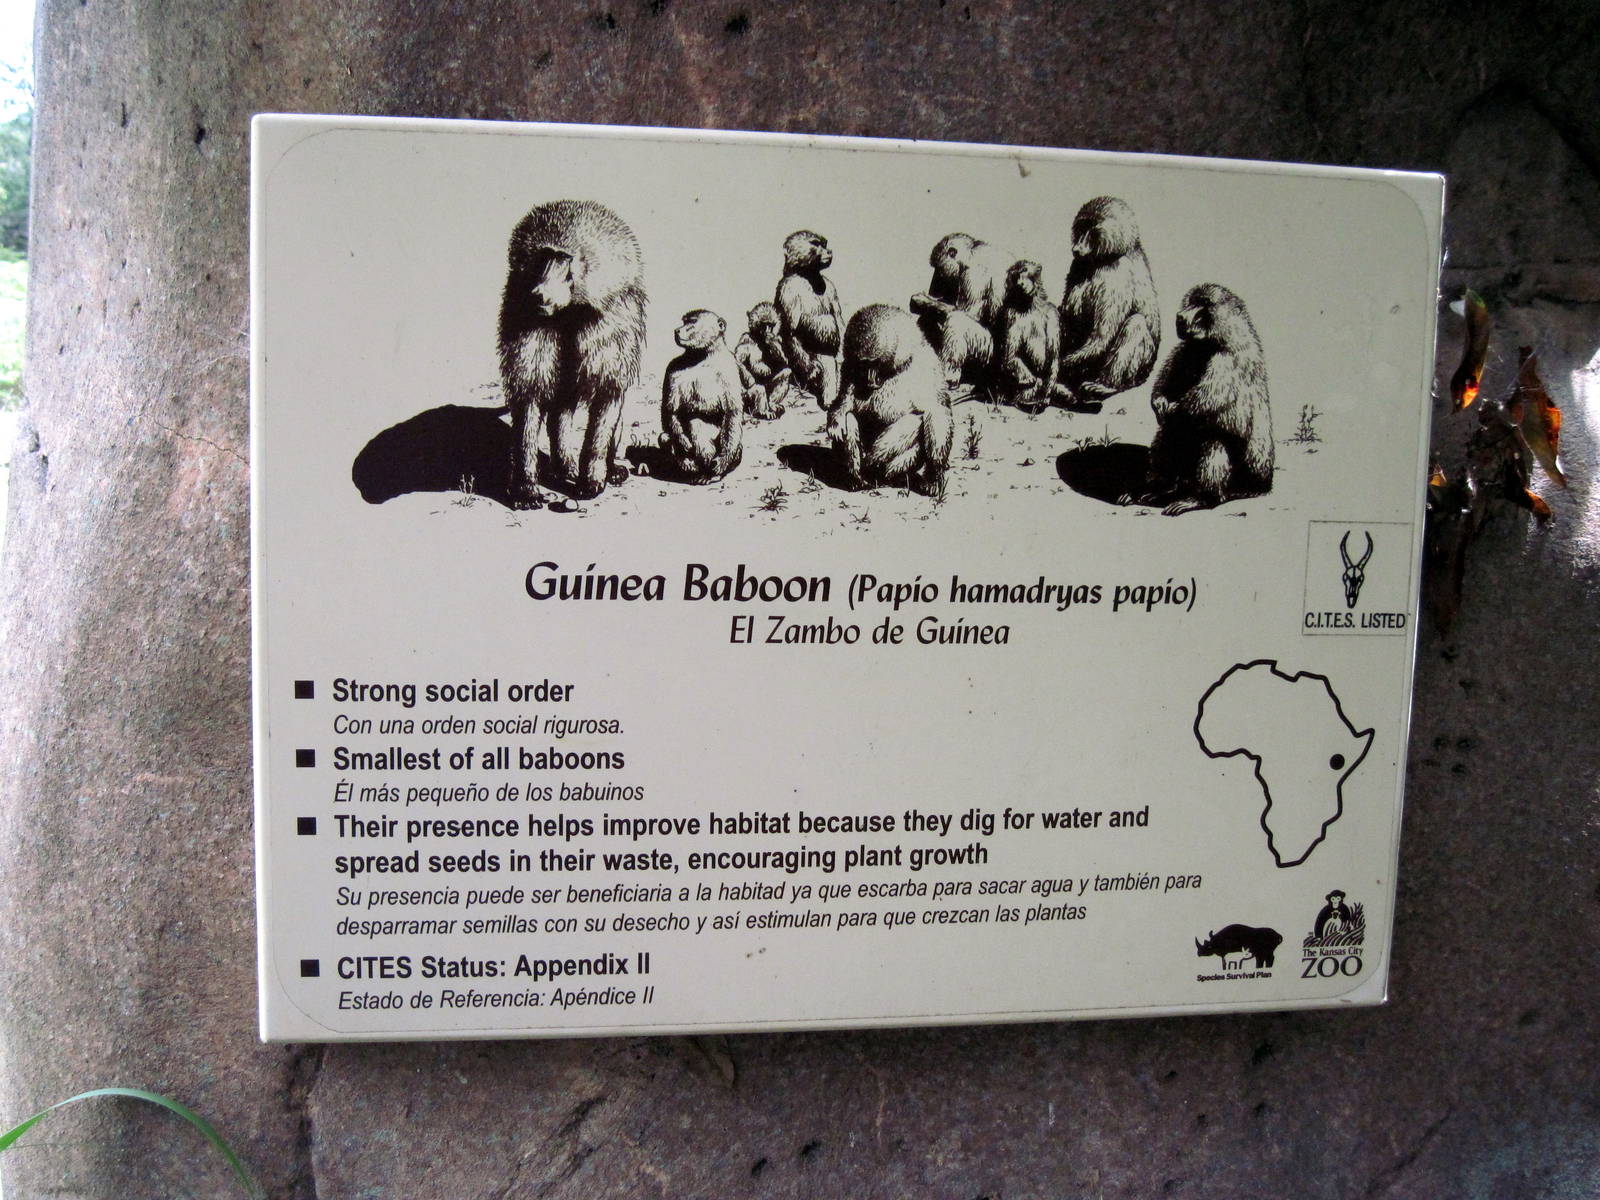 Guinea Baboon (Papio hamadryas papio)
El Zambo de Guinea
C.I.T.E.S. LISTED
■ Strong social order
Con una orden social rigurosa.
■ Smallest of all baboons
Él más pequeño de los babuinos
■ Their presence helps improve habitat because they dig for water and
spread seeds in their waste, encouraging plant growth
Su presencia puede ser beneficiaria a la habitad ya que escarba para sacar agua y también para
desparramar semillas con su desecho y así estimulan para que crezcan las plantas
■ CITES Status: Appendix II
Estado de Referencia: Apéndice II
Species Survival Plan
The Kansas City
ZOO